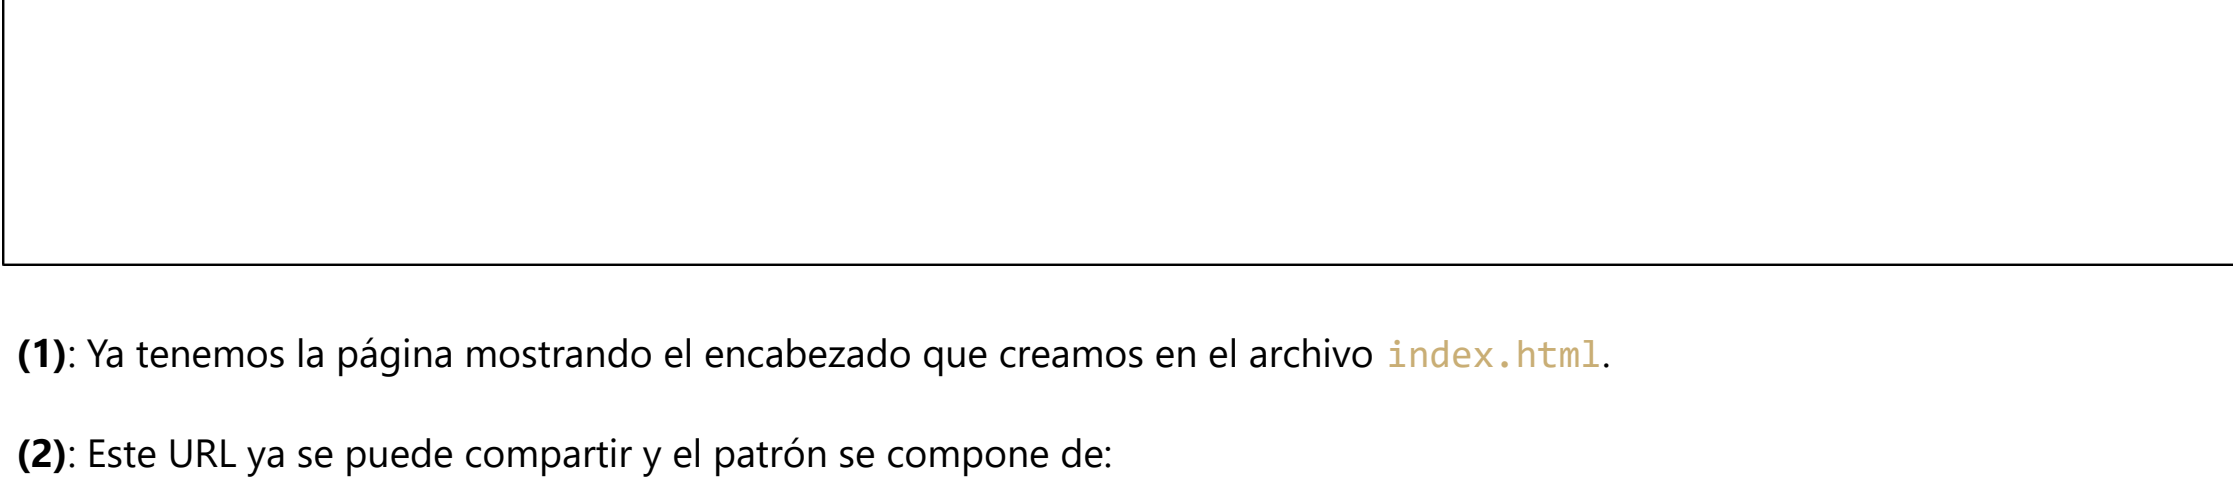 (1): Ya tenemos la página mostrando el encabezado que creamos en el archivo index.html.
(2): Este URL ya se puede compartir y el patrón se compone de: